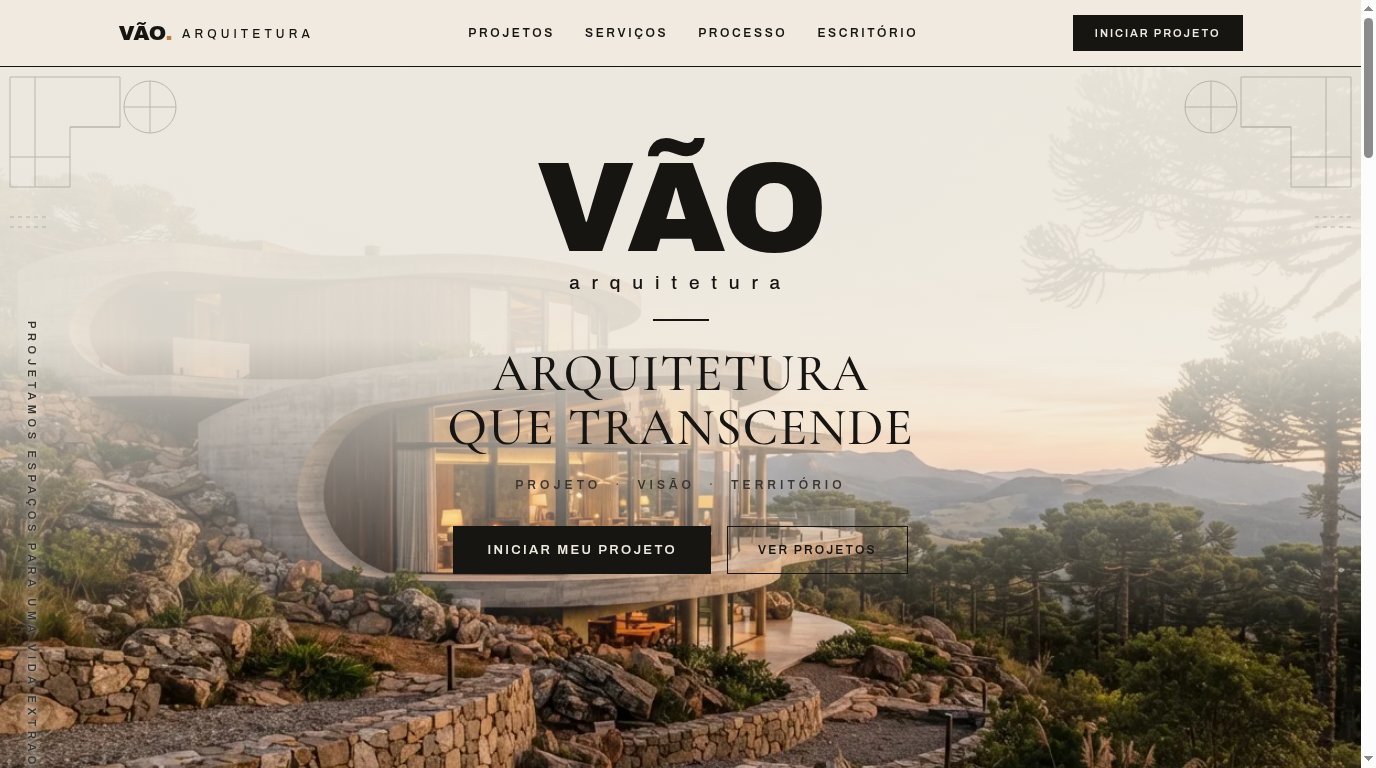 VÃO. ARQUITETURA
PROJETOS
SERVIÇOS
PROCESSO
ESCRITÓRIO
INICIAR PROJETO
VÃO
arquitetura
ARQUITETURA
QUE TRANSCENDE
PROJETO · VISÃO · TERRITÓRIO
INICIAR MEU PROJETO
VER PROJETOS
PROJETAMOS ESPAÇOS PARA UMA VIDA EXTRAO